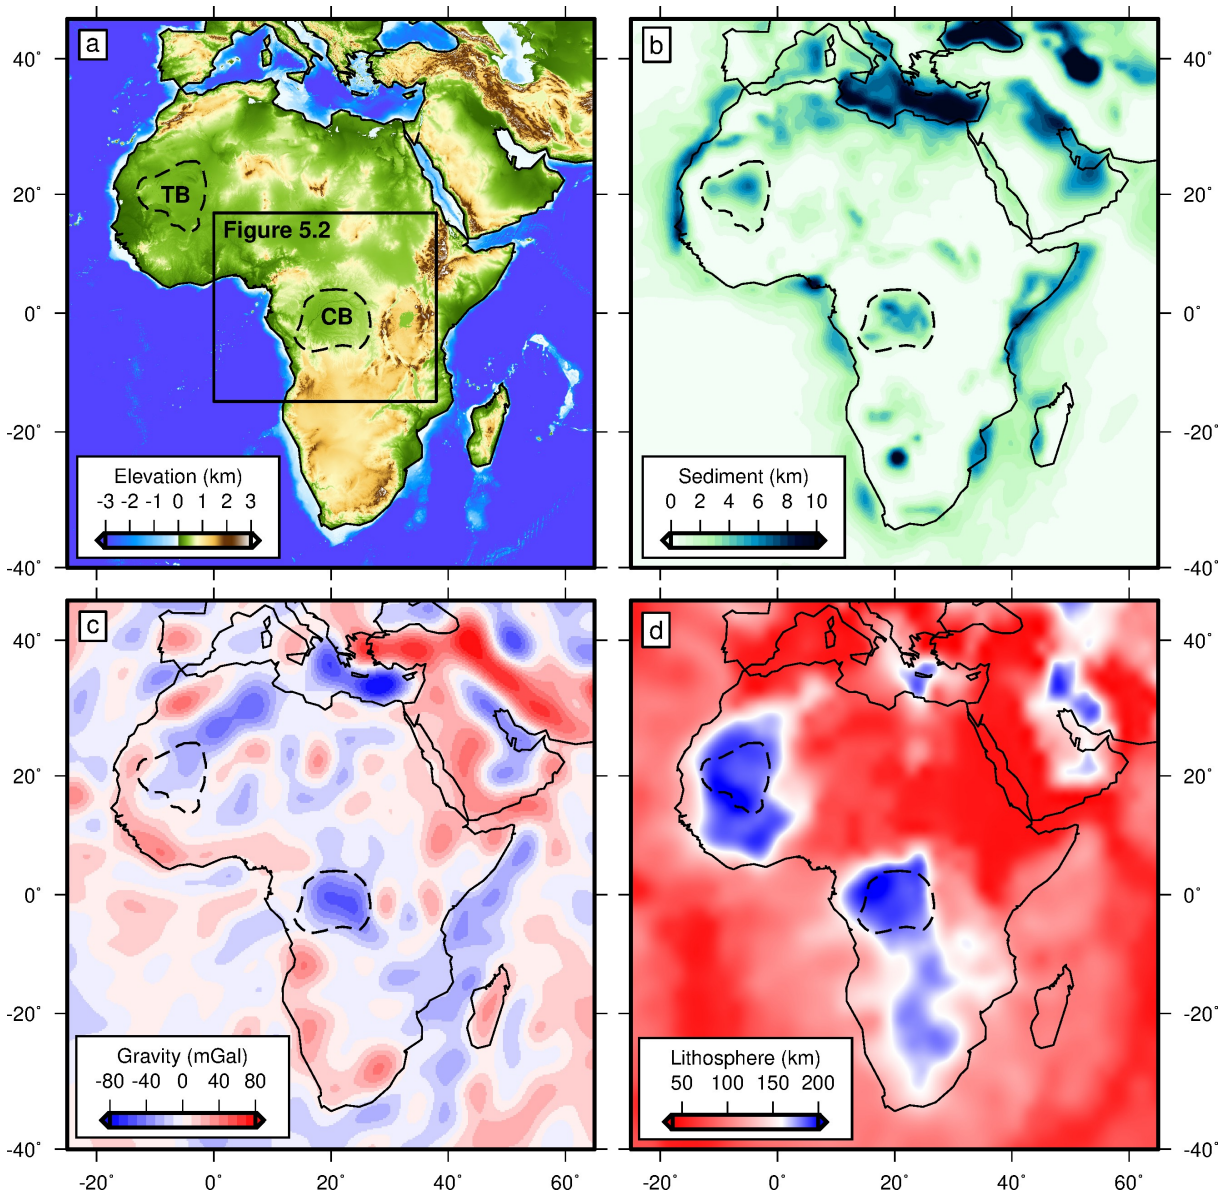 a
TB
Figure 5.2
CB
Elevation (km)
-3 -2 -1 0 1 2 3
40˚
20˚
0˚
-20˚
-40˚
b
Sediment (km)
0 2 4 6 8 10
40˚
20˚
0˚
-20˚
-40˚
c
Gravity (mGal)
-80 -40 0 40 80
40˚
20˚
0˚
-20˚
-40˚
-20˚ 0˚ 20˚ 40˚ 60˚
d
Lithosphere (km)
50 100 150 200
40˚
20˚
0˚
-20˚
-40˚
-20˚ 0˚ 20˚ 40˚ 60˚